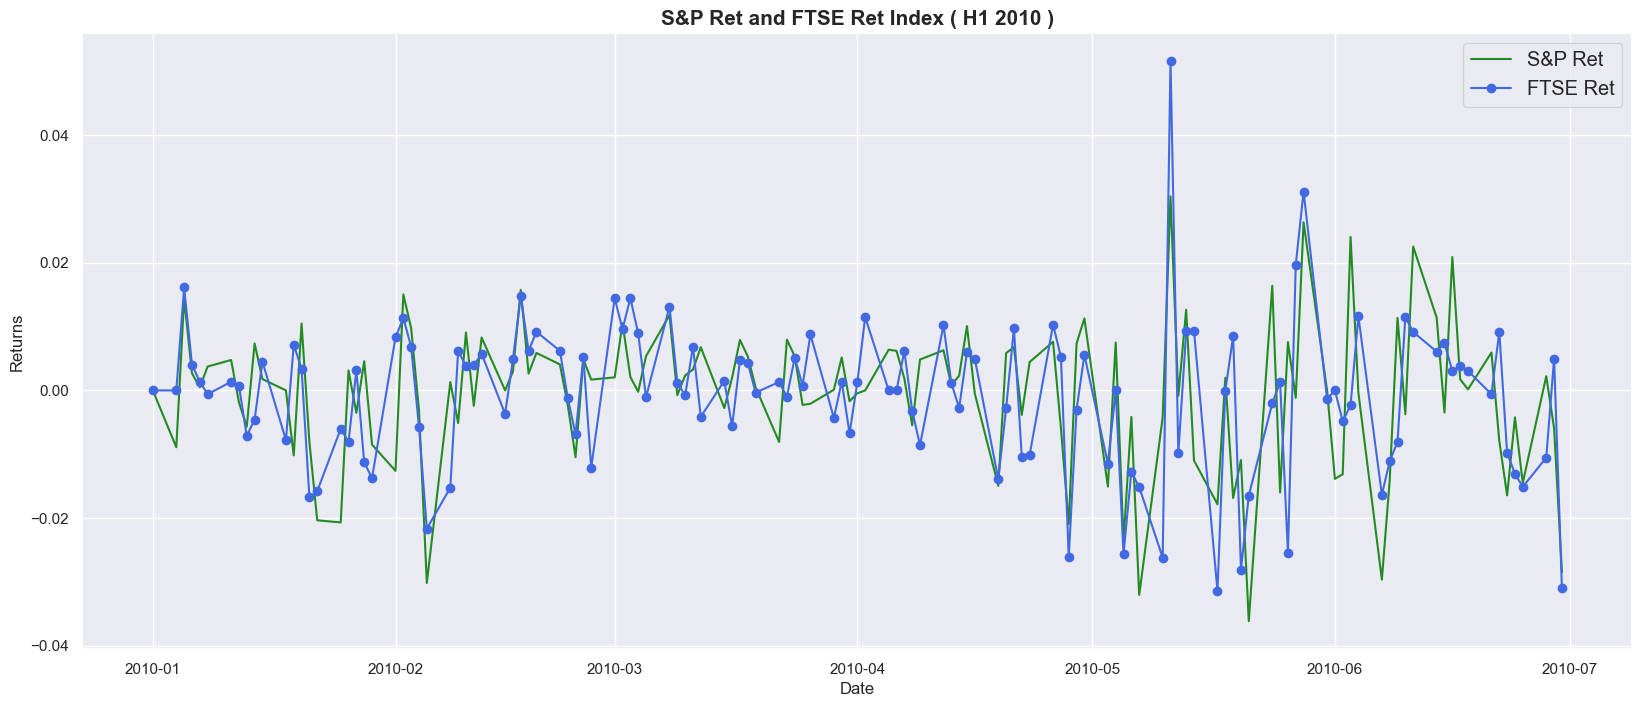 S&P Ret and FTSE Ret Index ( H1 2010 )
S&P Ret
FTSE Ret
Returns
0.04
0.02
0.00
−0.02
−0.04
2010-01
2010-02
2010-03
2010-04
2010-05
2010-06
2010-07
Date